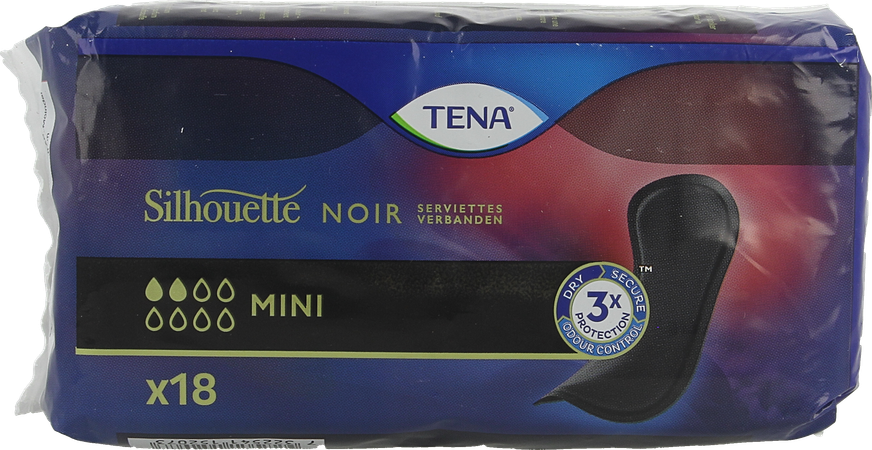 TENA®
Silhouette NOIR SERVIETTES
VERBANDEN
MINI
x18
DRY
SECURE
™
3x
PROTECTION
ODOUR CONTROL